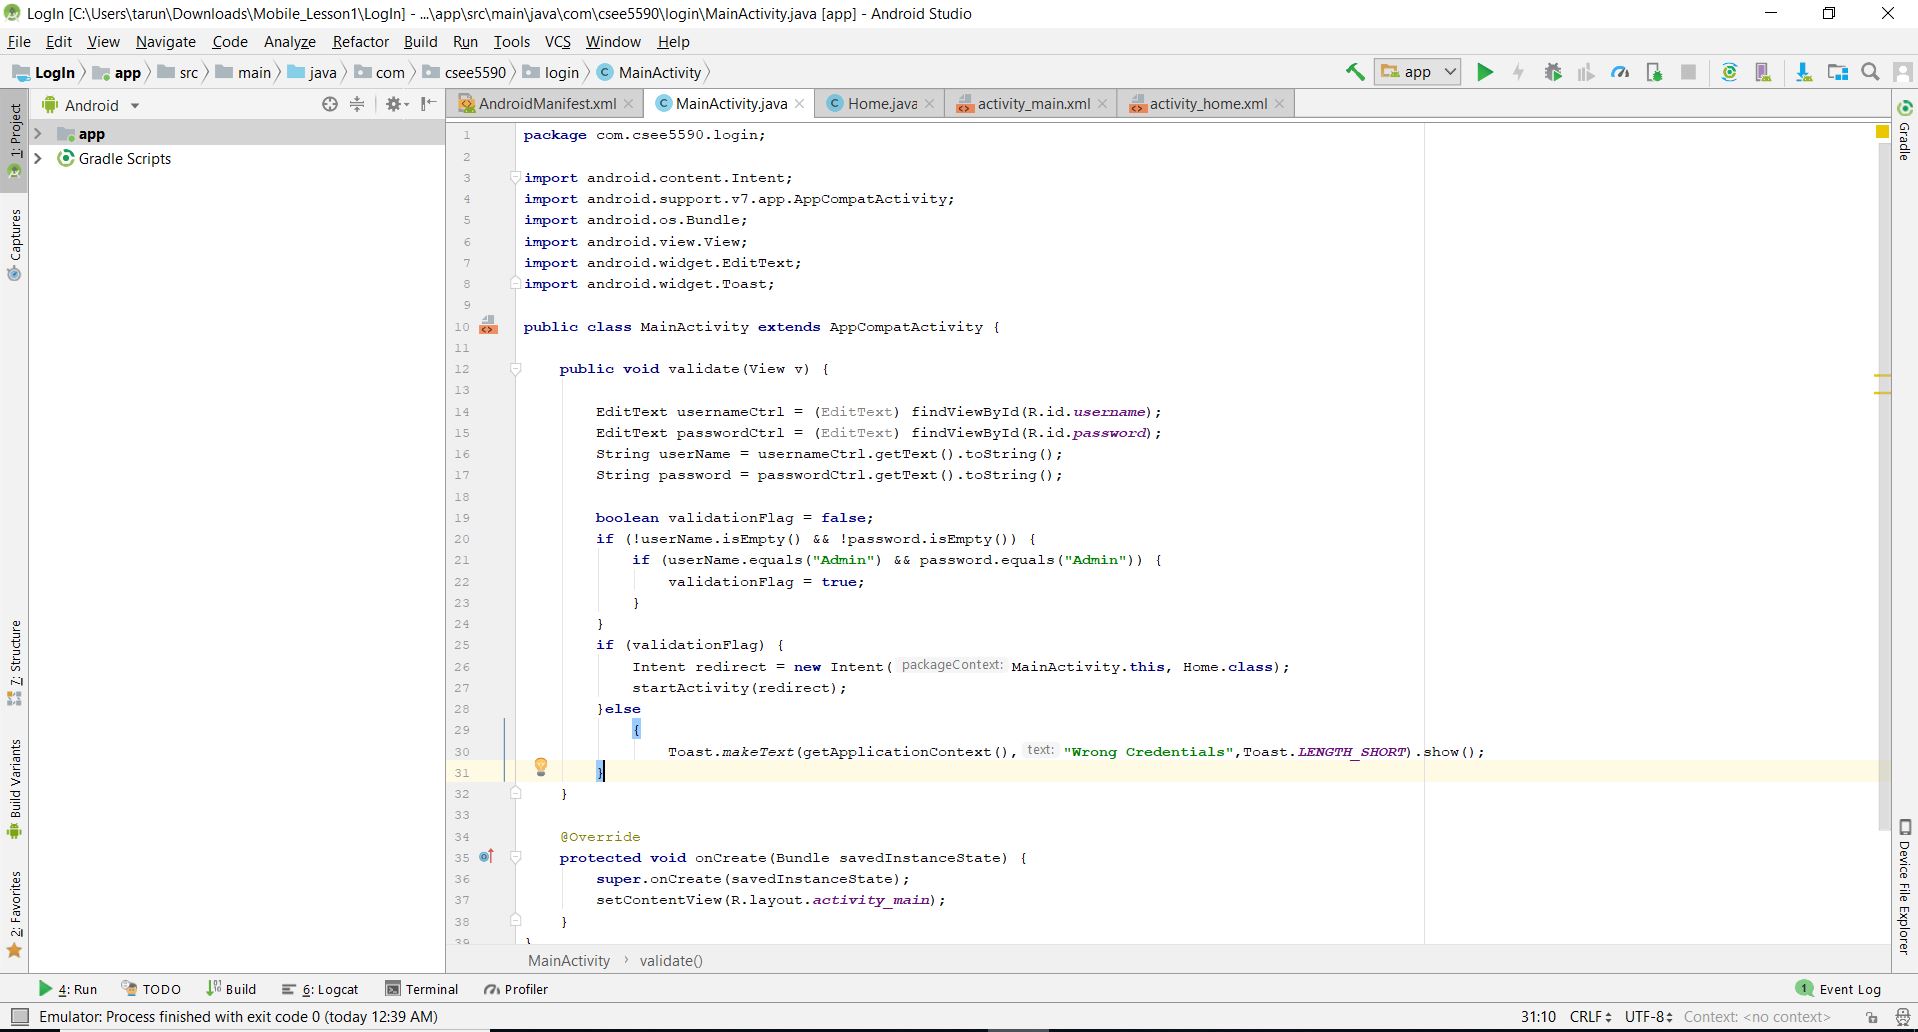 LogIn [C:\Users\tarun\Downloads\Mobile_Lesson1\LogIn] - ...\app\src\main\java\com\csee5590\login\MainActivity.java [app] - Android Studio
File Edit View Navigate Code Analyze Refactor Build Run Tools VCS Window Help
LogIn app src main java com csee5590 login MainActivity app
Android
AndroidManifest.xml MainActivity.java Home.java activity_main.xml activity_home.xml
app
Gradle Scripts
1: Project
Captures
7: Structure
Build Variants
2: Favorites
1 package com.csee5590.login;
2
3 import android.content.Intent;
4 import android.support.v7.app.AppCompatActivity;
5 import android.os.Bundle;
6 import android.view.View;
7 import android.widget.EditText;
8 import android.widget.Toast;
9
10 public class MainActivity extends AppCompatActivity {
11
12 public void validate(View v) {
13
14 EditText usernameCtrl = (EditText) findViewById(R.id.username);
15 EditText passwordCtrl = (EditText) findViewById(R.id.password);
16 String userName = usernameCtrl.getText().toString();
17 String password = passwordCtrl.getText().toString();
18
19 boolean validationFlag = false;
20 if (!userName.isEmpty() && !password.isEmpty()) {
21 if (userName.equals("Admin") && password.equals("Admin")) {
22 validationFlag = true;
23 }
24 }
25 if (validationFlag) {
26 Intent redirect = new Intent( packageContext: MainActivity.this, Home.class);
27 startActivity(redirect);
28 }else
29 {
30 Toast.makeText(getApplicationContext(), text: "Wrong Credentials",Toast.LENGTH_SHORT).show();
31 }
32 }
33
34 @Override
35 protected void onCreate(Bundle savedInstanceState) {
36 super.onCreate(savedInstanceState);
37 setContentView(R.layout.activity_main);
38 }
39 }
MainActivity › validate()
Gradle
Device File Explorer
4: Run TODO Build 6: Logcat Terminal Profiler 1 Event Log
Emulator: Process finished with exit code 0 (today 12:39 AM) 31:10 CRLF UTF-8 Context: <no context>